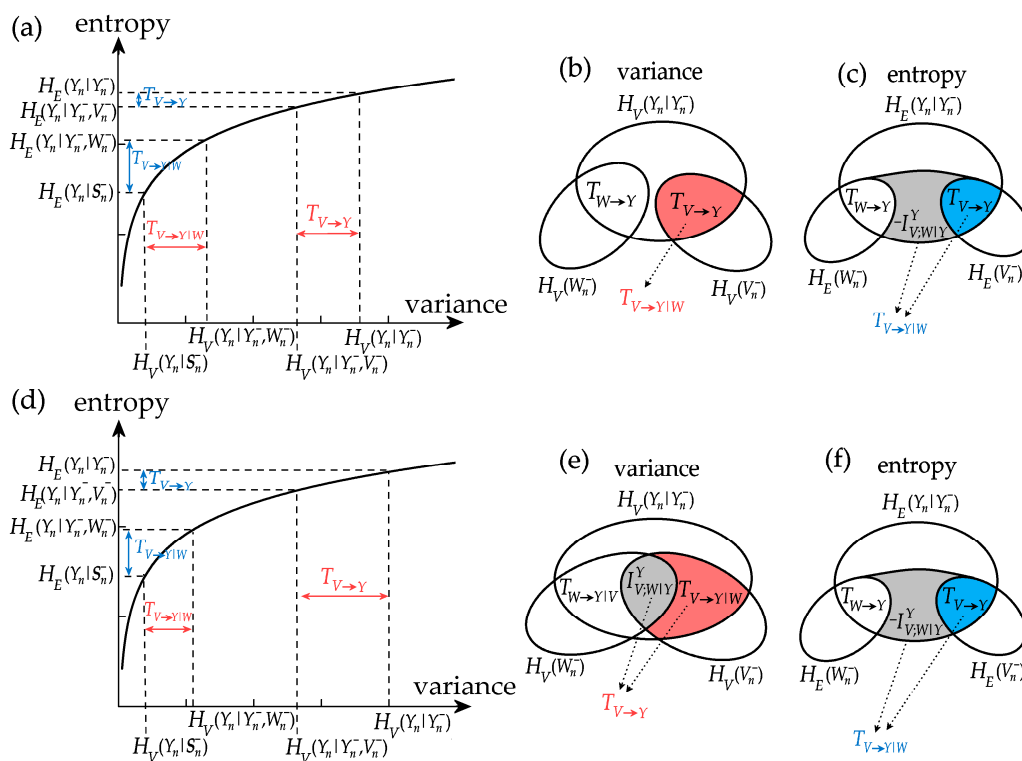 (a)
entropy
H_E(Y_n|Y_n^-)
T_{V→Y}
H_E(Y_n|Y_n^-,V_n^-)
H_E(Y_n|Y_n^-,W_n^-)
T_{V→Y|W}
H_E(Y_n|S_n^-)
T_{V→Y|W}
T_{V→Y}
variance
H_V(Y_n|Y_n^-,W_n^-)
H_V(Y_n|Y_n^-)
H_V(Y_n|S_n^-)
H_V(Y_n|Y_n^-,V_n^-)
(b)
variance
H_V(Y_n|Y_n^-)
T_{W→Y}
T_{V→Y}
H_V(W_n^-)
H_V(V_n^-)
T_{V→Y|W}
(c)
entropy
H_E(Y_n|Y_n^-)
T_{W→Y}
T_{V→Y}
-I^Y_{V;W|Y}
H_E(W_n^-)
H_E(V_n^-)
T_{V→Y|W}
(d)
entropy
H_E(Y_n|Y_n^-)
T_{V→Y}
H_E(Y_n|Y_n^-,V_n^-)
H_E(Y_n|Y_n^-,W_n^-)
T_{V→Y|W}
H_E(Y_n|S_n^-)
T_{V→Y|W}
T_{V→Y}
variance
H_V(Y_n|Y_n^-,W_n^-)
H_V(Y_n|Y_n^-)
H_V(Y_n|S_n^-)
H_V(Y_n|Y_n^-,V_n^-)
(e)
variance
H_V(Y_n|Y_n^-)
T_{W→Y|V}
I^Y_{V;W|Y}
T_{V→Y|W}
H_V(W_n^-)
H_V(V_n^-)
T_{V→Y}
(f)
entropy
H_E(Y_n|Y_n^-)
T_{W→Y}
T_{V→Y}
-I^Y_{V;W|Y}
H_E(W_n^-)
H_E(V_n^-)
T_{V→Y|W}